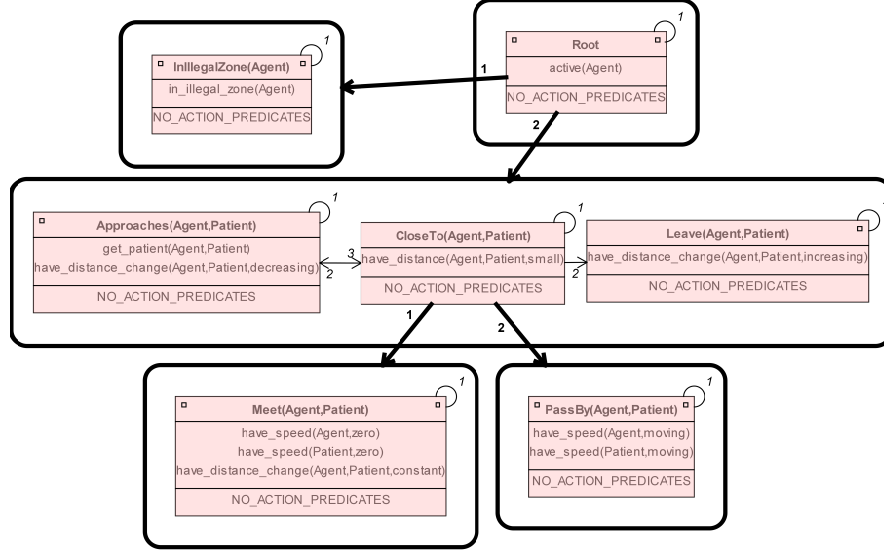 1
InIllegalZone(Agent)
in_illegal_zone(Agent)
NO_ACTION_PREDICATES
1
Root
active(Agent)
NO_ACTION_PREDICATES
1
2
1
Approaches(Agent,Patient)
get_patient(Agent,Patient)
have_distance_change(Agent,Patient,decreasing)
NO_ACTION_PREDICATES
3
2
1
CloseTo(Agent,Patient)
have_distance(Agent,Patient,small)
NO_ACTION_PREDICATES
2
1
Leave(Agent,Patient)
have_distance_change(Agent,Patient,increasing)
NO_ACTION_PREDICATES
1
2
1
Meet(Agent,Patient)
have_speed(Agent,zero)
have_speed(Patient,zero)
have_distance_change(Agent,Patient,constant)
NO_ACTION_PREDICATES
1
PassBy(Agent,Patient)
have_speed(Agent,moving)
have_speed(Patient,moving)
NO_ACTION_PREDICATES